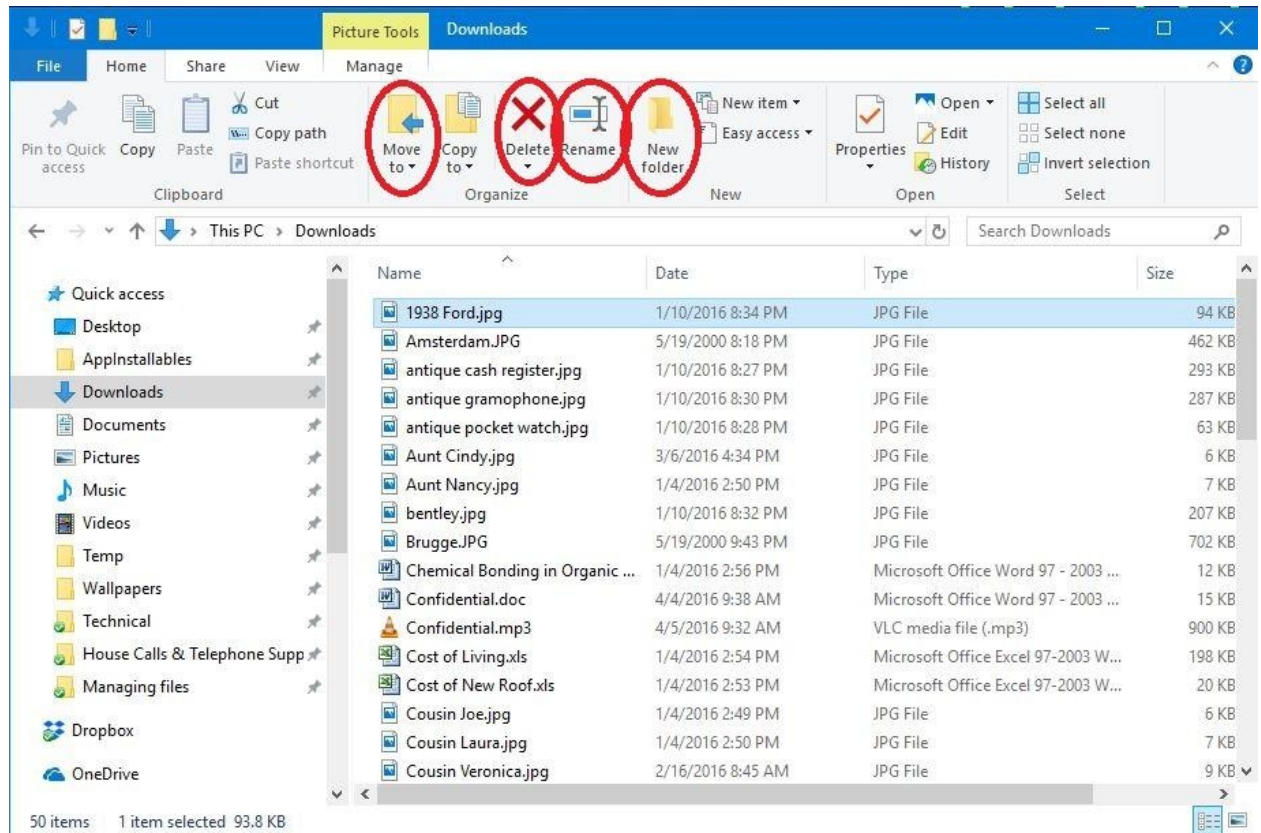 Picture Tools Downloads
File Home Share View Manage
Pin to Quick access
Copy
Paste
Cut
Copy path
Paste shortcut
Clipboard
Move to
Copy to
Delete
Rename
Organize
New folder
New item
Easy access
New
Properties
Open
Edit
History
Open
Select all
Select none
Invert selection
Select
This PC > Downloads
Search Downloads
Quick access
Desktop
AppInstallables
Downloads
Documents
Pictures
Music
Videos
Temp
Wallpapers
Technical
House Calls & Telephone Supp
Managing files
Dropbox
OneDrive
Name Date Type Size
1938 Ford.jpg 1/10/2016 8:34 PM JPG File 94 KB
Amsterdam.JPG 5/19/2000 8:18 PM JPG File 462 KB
antique cash register.jpg 1/10/2016 8:27 PM JPG File 293 KB
antique gramophone.jpg 1/10/2016 8:30 PM JPG File 287 KB
antique pocket watch.jpg 1/10/2016 8:28 PM JPG File 63 KB
Aunt Cindy.jpg 3/6/2016 4:34 PM JPG File 6 KB
Aunt Nancy.jpg 1/4/2016 2:50 PM JPG File 7 KB
bentley.jpg 1/10/2016 8:32 PM JPG File 207 KB
Brugge.JPG 5/19/2000 9:43 PM JPG File 702 KB
Chemical Bonding in Organic ... 1/4/2016 2:56 PM Microsoft Office Word 97 - 2003 ... 12 KB
Confidential.doc 4/4/2016 9:38 AM Microsoft Office Word 97 - 2003 ... 15 KB
Confidential.mp3 4/5/2016 9:32 AM VLC media file (.mp3) 900 KB
Cost of Living.xls 1/4/2016 2:54 PM Microsoft Office Excel 97-2003 W... 198 KB
Cost of New Roof.xls 1/4/2016 2:53 PM Microsoft Office Excel 97-2003 W... 20 KB
Cousin Joe.jpg 1/4/2016 2:49 PM JPG File 6 KB
Cousin Laura.jpg 1/4/2016 2:50 PM JPG File 7 KB
Cousin Veronica.jpg 2/16/2016 8:45 AM JPG File 9 KB
50 items 1 item selected 93.8 KB